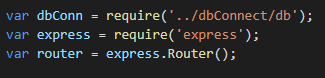 var dbConn = require('../dbConnect/db');
var express = require('express');
var router = express.Router();